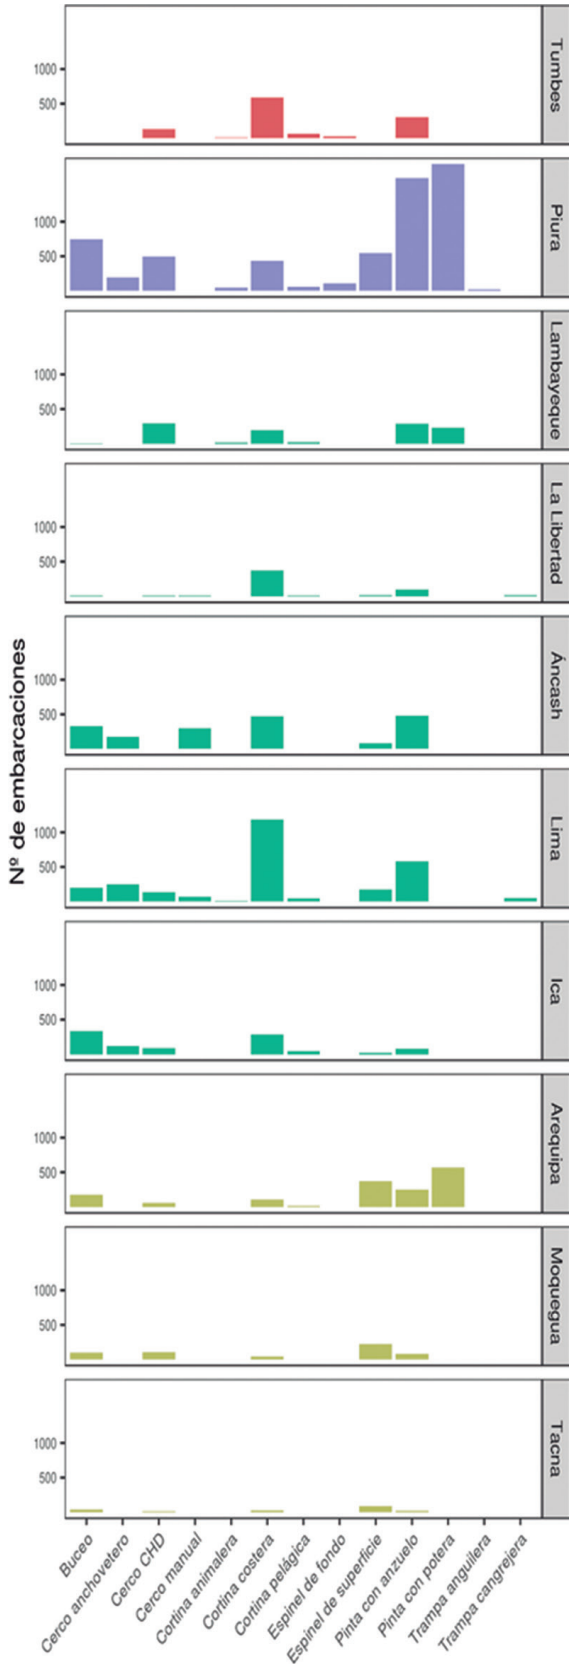 Nº de embarcaciones
1000
500
Tumbes
1000
500
Piura
1000
500
Lambayeque
1000
500
La Libertad
1000
500
Áncash
1000
500
Lima
1000
500
Ica
1000
500
Arequipa
1000
500
Moquegua
1000
500
Tacna
Buceo
Cerco anchovetero
Cerco CHD
Cerco manual
Cortina animalera
Cortina costera
Cortina pelágica
Espinel de fondo
Espinel de superficie
Pinta con anzuelo
Pinta con potera
Trampa anguilera
Trampa cangrejera